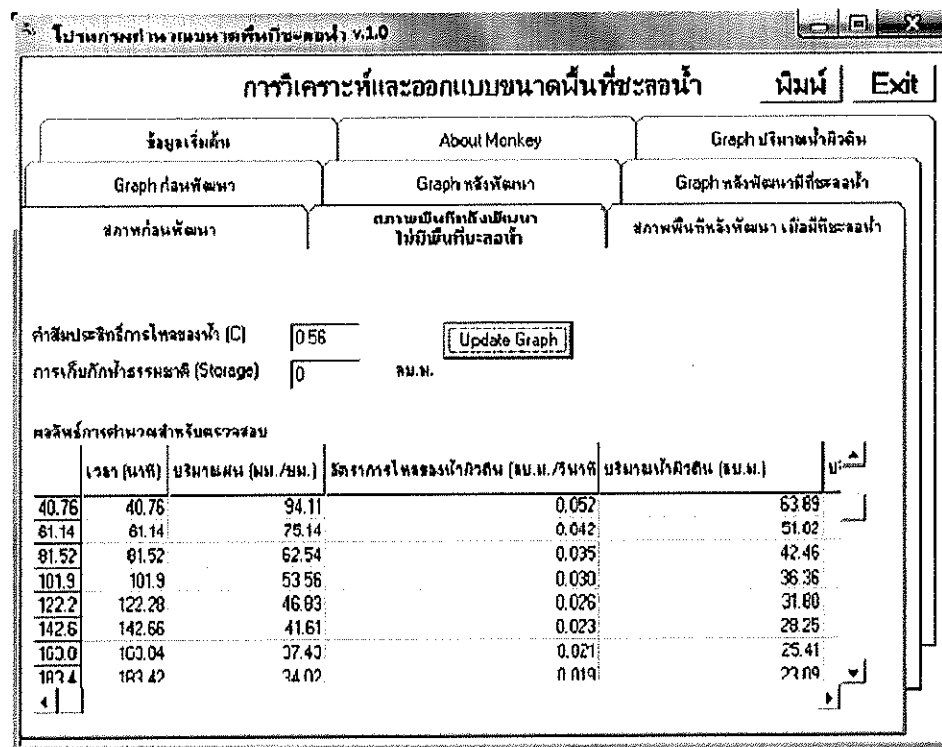 โปรแกรมคำนวณขนาดพื้นที่ชะลอน้ำ v.1.0
การวิเคราะห์และออกแบบขนาดพื้นที่ชะลอน้ำ พิมพ์ Exit
ข้อมูลเริ่มต้น About Monkey Graph ปริมาณน้ำผิวดิน
Graph ก่อนพัฒนา Graph หลังพัฒนา Graph หลังพัฒนามีที่ชะลอน้ำ
สภาพก่อนพัฒนา สภาพพื้นที่หลังพัฒนา ไม่มีพื้นที่ชะลอน้ำ สภาพพื้นที่หลังพัฒนา เมื่อมีที่ชะลอน้ำ
ค่าสัมประสิทธิ์การไหลของน้ำ (C) 0.56 Update Graph
การเก็บกักน้ำธรรมชาติ (Storage) 0 ลบ.ม.
ผลลัพธ์การคำนวณสำหรับตรวจสอบ
เวลา (นาที) ปริมาณฝน (มม./ชม.) อัตราการไหลของน้ำผิวดิน (ลบ.ม./วินาที ปริมาณน้ำผิวดิน (ลบ.ม.)
40.76 40.76 94.11 0.052 63.89
61.14 61.14 75.14 0.042 51.02
81.52 81.52 62.54 0.035 42.46
101.9 101.9 53.56 0.030 36.36
122.2 122.28 46.83 0.026 31.80
142.6 142.66 41.61 0.023 28.25
163.0 163.04 37.43 0.021 25.41
183.4 183.42 34.02 0.019 23.09